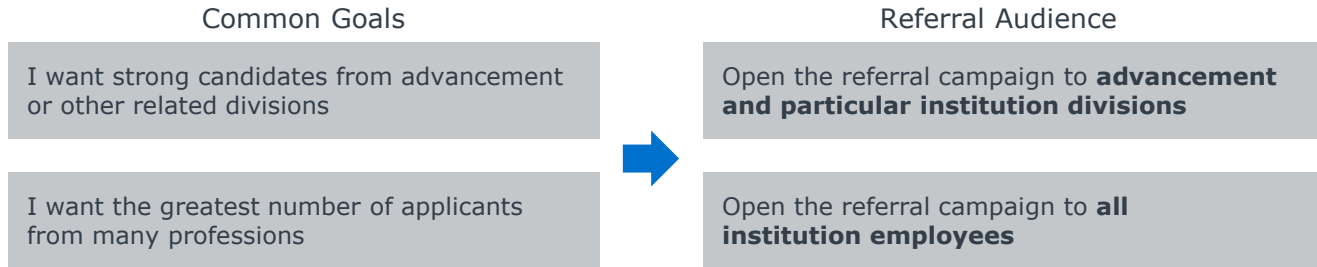 Common Goals
Referral Audience
I want strong candidates from advancement
or other related divisions
Open the referral campaign to advancement
and particular institution divisions
I want the greatest number of applicants
from many professions
Open the referral campaign to all
institution employees